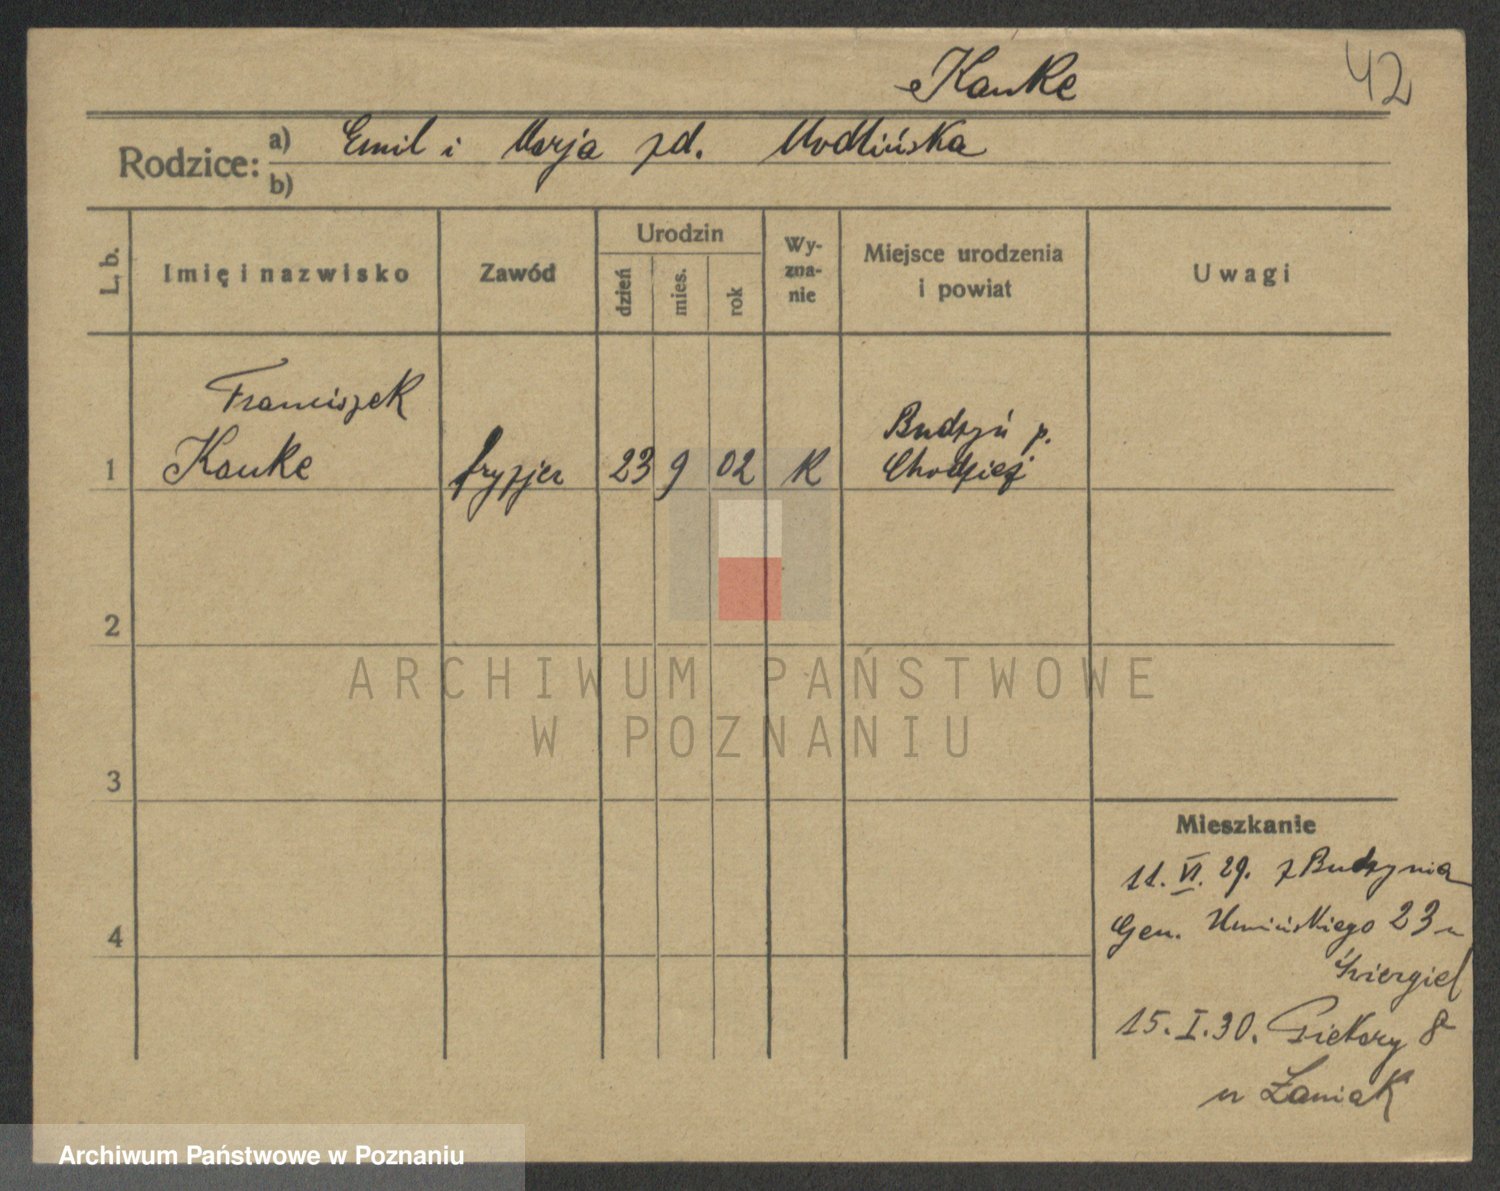 Kauke
42
Rodzice: a) Emil i Marja zd. Modlińska
b)
L. b.
Imię i nazwisko
Zawód
Urodzin
dzień
mies.
rok
Wy-
zna-
nie
Miejsce urodzenia
i powiat
Uwagi
Franciszek
Budzyń p.
1 Kauke fryzjer 23 9 02 R Chodzież
2
ARCHIWUM PAŃSTWOWE
W POZNANIU
3
Mieszkanie
11. VI. 29. z Budzynia
4
Gen. Umińskiego 23 u
15. I. 30. Piekary 8
u Łaniak
Archiwum Państwowe w Poznaniu